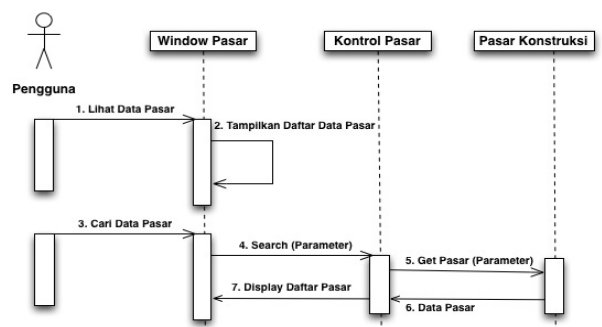 Window Pasar
Kontrol Pasar
Pasar Konstruksi
Pengguna
1. Lihat Data Pasar
2. Tampilkan Daftar Data Pasar
3. Cari Data Pasar
4. Search (Parameter)
5. Get Pasar (Parameter)
7. Display Daftar Pasar
6. Data Pasar